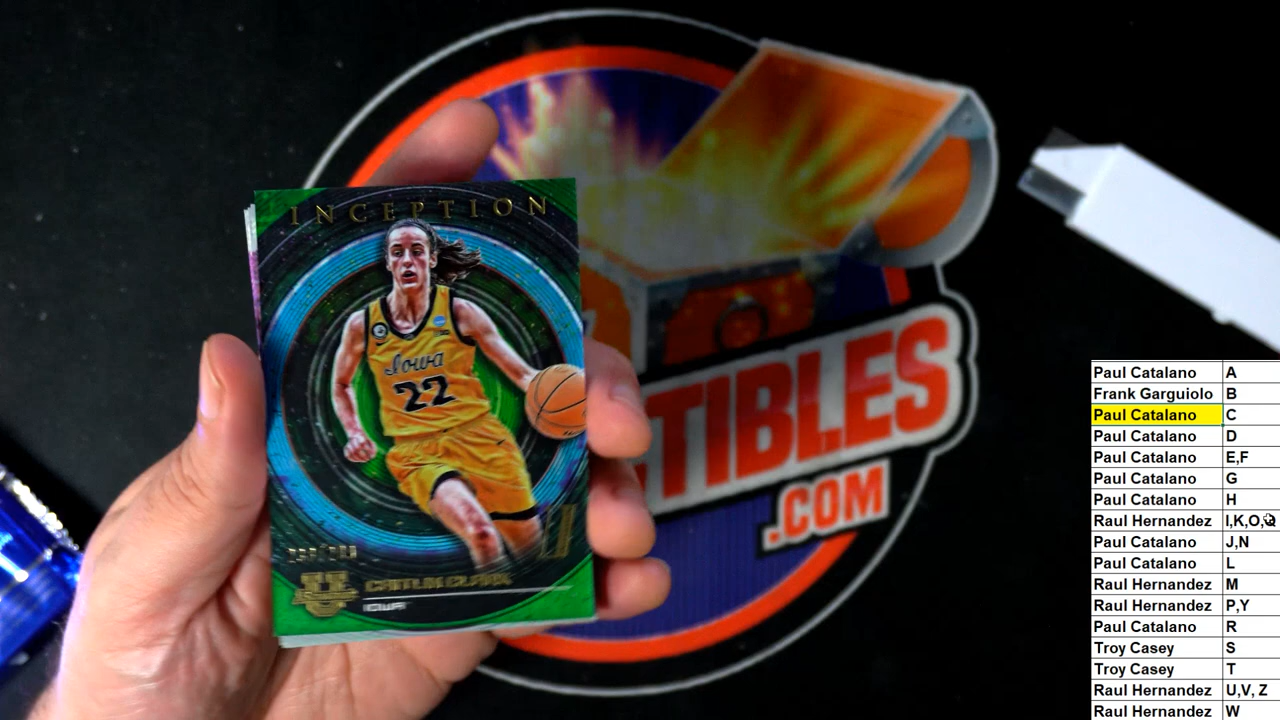 INCEPTION
Iowa
22
CAITLIN CLARK
IOWA
TIBLES
.COM
Paul Catalano A
Frank Garguiolo B
Paul Catalano C
Paul Catalano D
Paul Catalano E,F
Paul Catalano G
Paul Catalano H
Raul Hernandez I,K,O,Q
Paul Catalano J,N
Paul Catalano L
Raul Hernandez M
Raul Hernandez P,Y
Paul Catalano R
Troy Casey S
Troy Casey T
Raul Hernandez U,V, Z
Raul Hernandez W